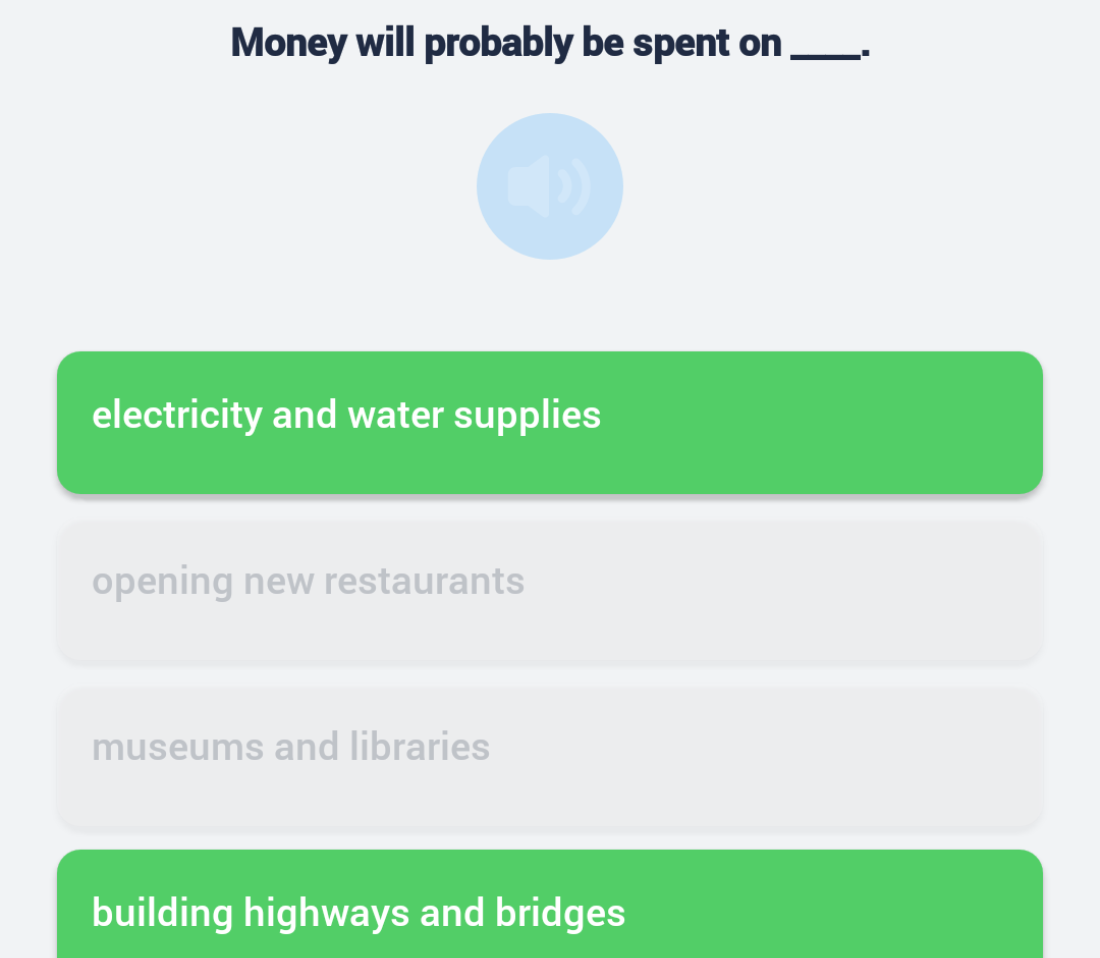 Money will probably be spent on ____.
electricity and water supplies
opening new restaurants
museums and libraries
building highways and bridges